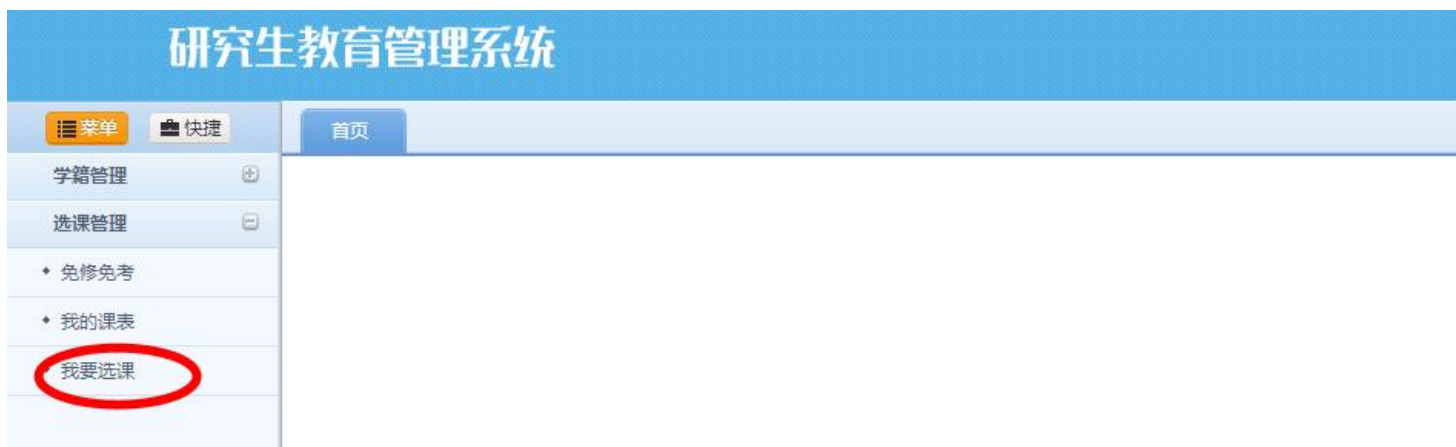 研究生教育管理系统
菜单 快捷 首页
学籍管理
选课管理
免修免考
我的课表
我要选课